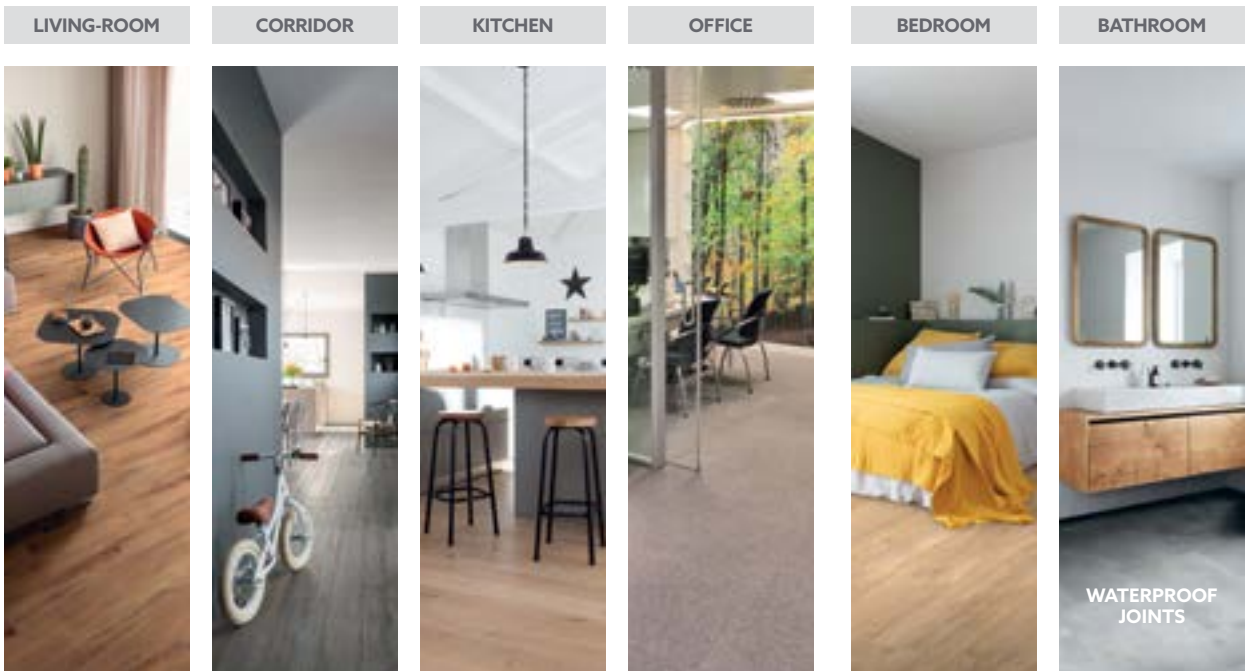 LIVING-ROOM
CORRIDOR
KITCHEN
OFFICE
BEDROOM
BATHROOM
WATERPROOF
JOINTS